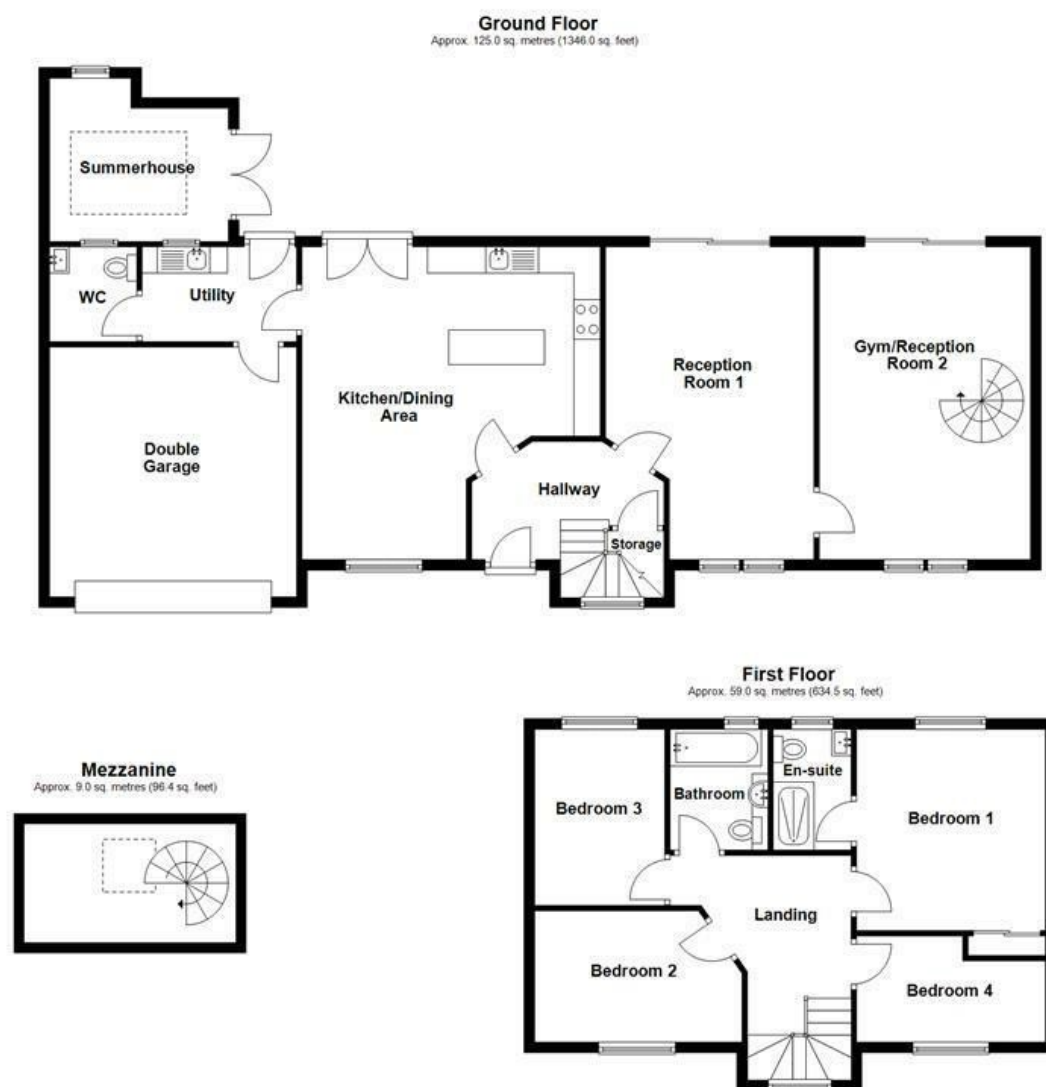 Ground Floor
Approx. 125.0 sq. metres (1346.0 sq. feet)
Summerhouse
WC
Utility
Kitchen/Dining
Area
Reception
Room 1
Gym/Reception
Room 2
Double
Garage
Hallway
Storage
First Floor
Approx. 59.0 sq. metres (634.5 sq. feet)
Mezzanine
Approx. 9.0 sq. metres (96.4 sq. feet)
Bedroom 3
Bathroom
En-suite
Bedroom 1
Landing
Bedroom 2
Bedroom 4